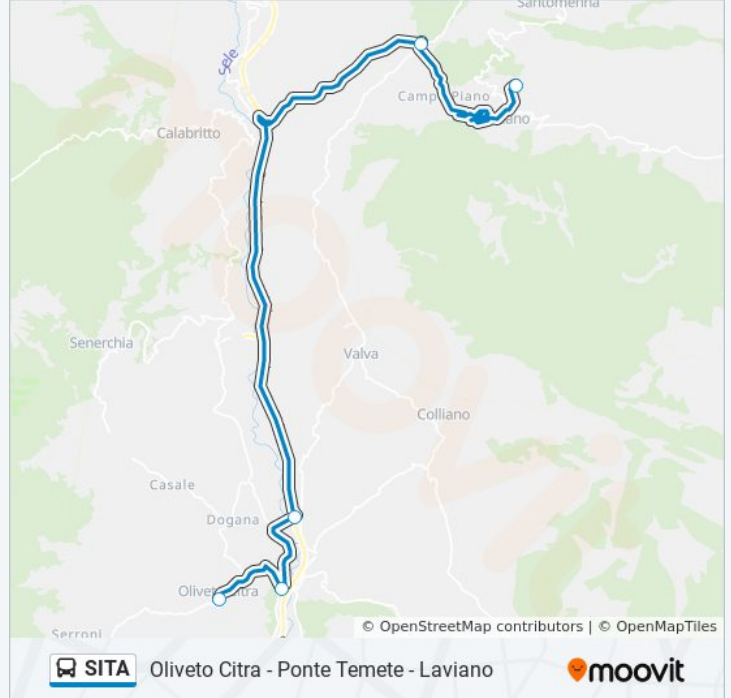 Santomenna
Sele
Campo Piano
Calabritto
Senerchia
Valva
Colliano
Casale
Dogana
Oliveto Citra
© OpenStreetMap contributors | © OpenMapTiles
Serroni
SITA Oliveto Citra - Ponte Temete - Laviano moovit